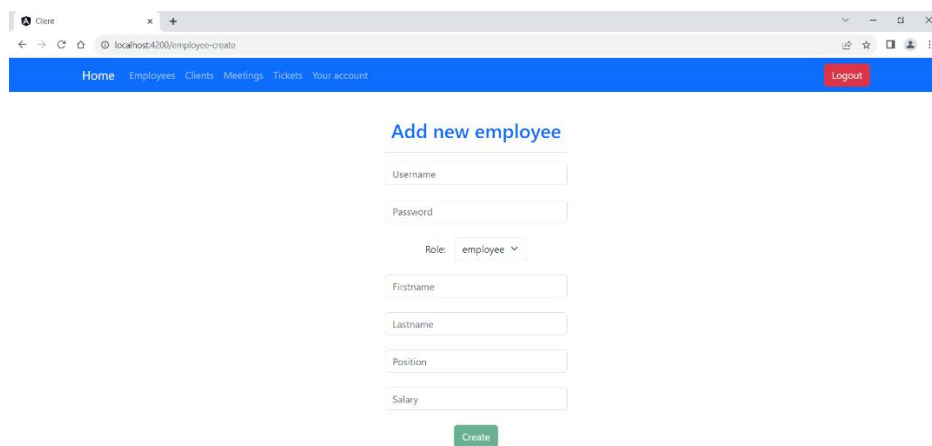 Client
localhost:4200/employee-create
Home Employees Clients Meetings Tickets Your account Logout
Add new employee
Username
Password
Role: employee
Firstname
Lastname
Position
Salary
Create